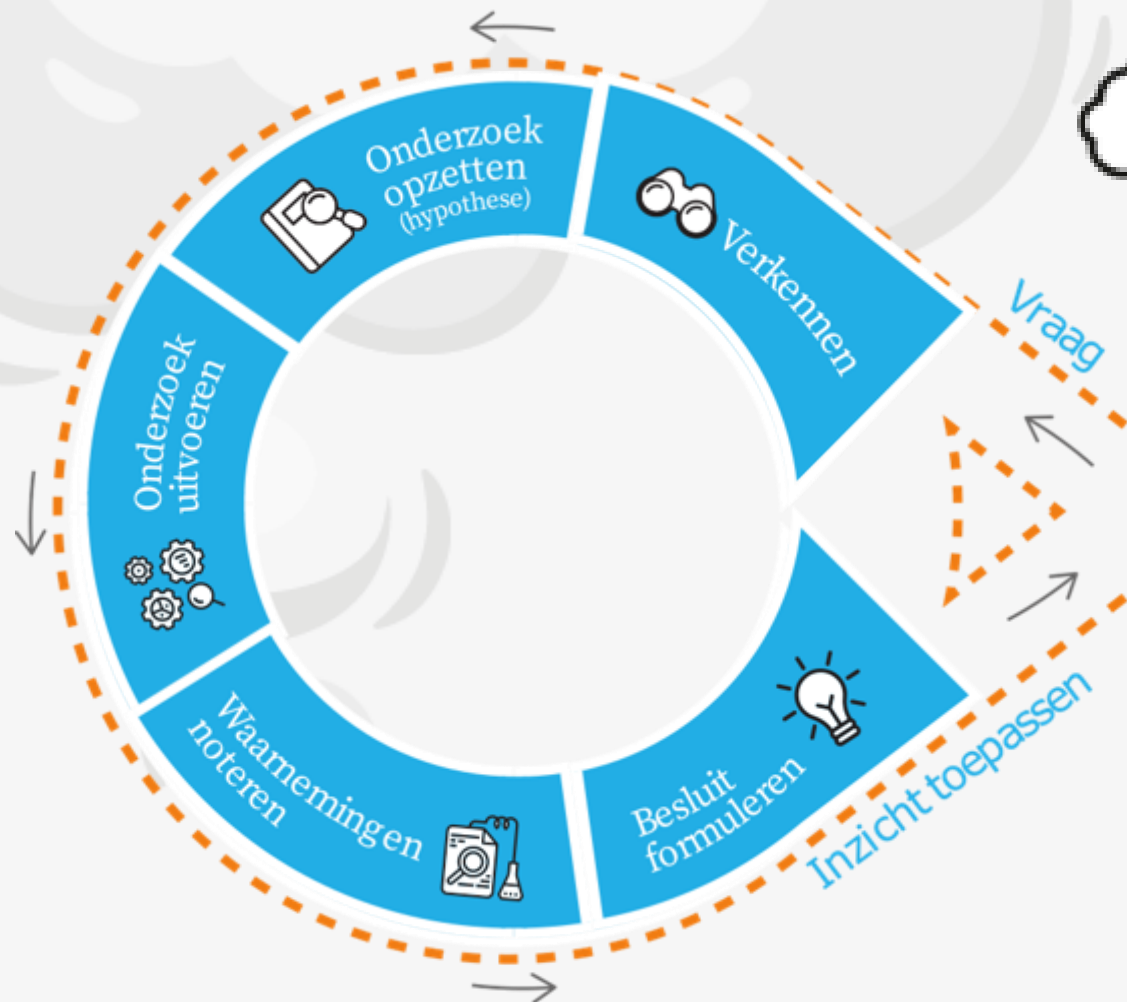 Vraag
Verkennen
Onderzoek
opzetten
(hypothese)
Onderzoek
uitvoeren
Waarnemingen
noteren
Besluit
formuleren
Inzicht toepassen